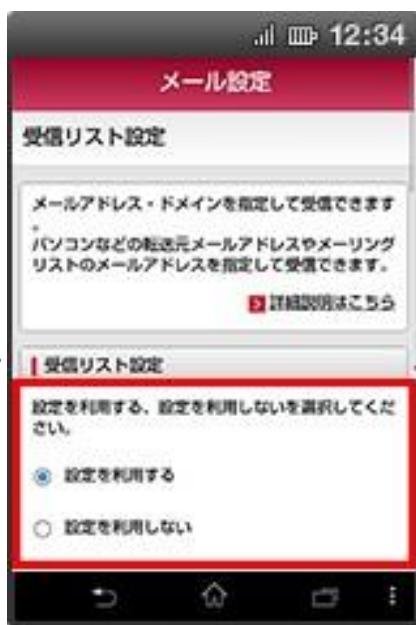 12:34
メール設定
受信リスト設定
メールアドレス・ドメインを指定して受信できます
。
パソコンなどの転送元メールアドレスやメーリング
リストのメールアドレスを指定して受信できます。
詳細説明はこちら
受信リスト設定
設定を利用する、設定を利用しないを選択してくだ
さい。
設定を利用する
設定を利用しない